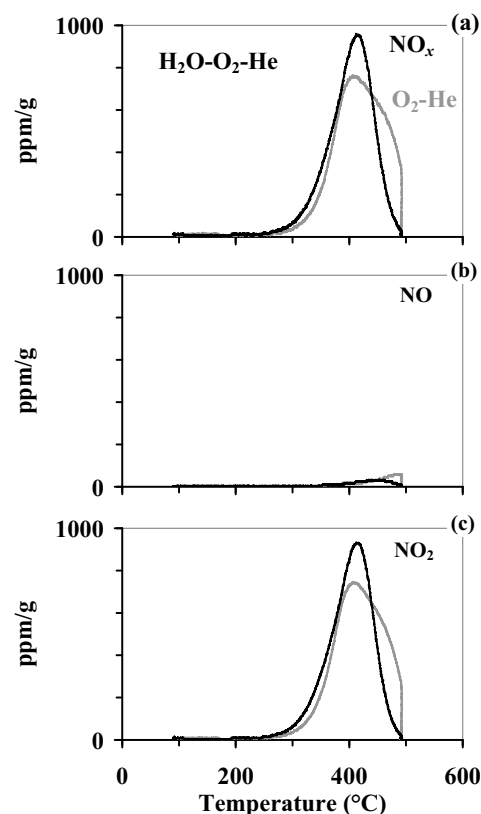 (a)
1000
H₂O-O₂-He
NOₓ
O₂-He
ppm/g
0
(b)
1000
NO
ppm/g
0
(c)
1000
NO₂
ppm/g
0
0 200 400 600
Temperature (°C)